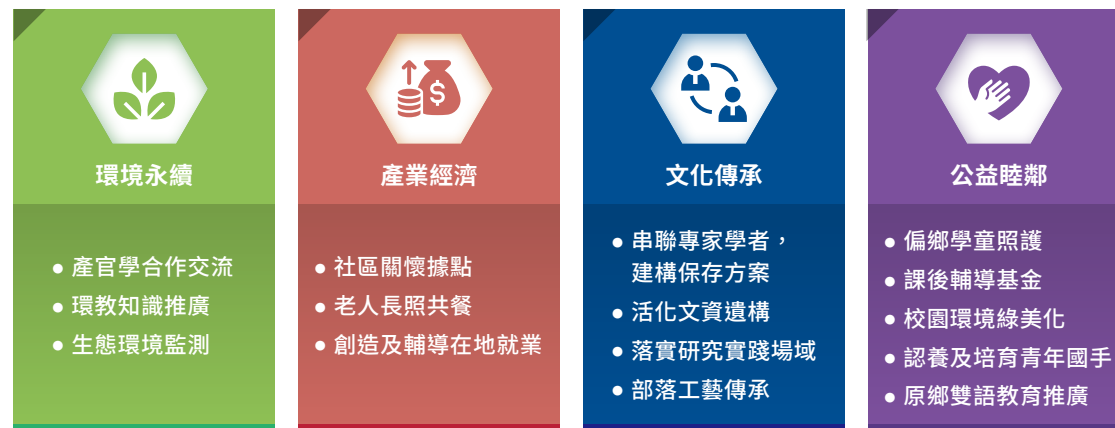 環境永續
● 產官學合作交流
● 環教知識推廣
● 生態環境監測
產業經濟
● 社區關懷據點
● 老人長照共餐
● 創造及輔導在地就業
文化傳承
● 串聯專家學者，
建構保存方案
● 活化文資遺構
● 落實研究實踐場域
● 部落工藝傳承
公益睦鄰
● 偏鄉學童照護
● 課後輔導基金
● 校園環境綠美化
● 認養及培育青年國手
● 原鄉雙語教育推廣